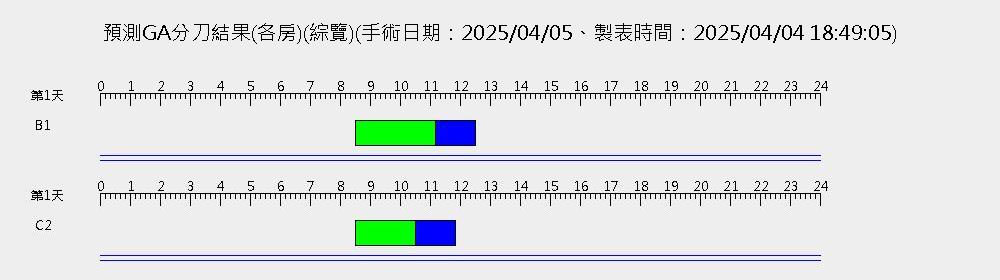 預測GA分刀結果(各房)(綜覽)(手術日期：2025/04/05、製表時間：2025/04/04 18:49:05)
第1天 0 1 2 3 4 5 6 7 8 9 10 11 12 13 14 15 16 17 18 19 20 21 22 23 24
B1
第1天 0 1 2 3 4 5 6 7 8 9 10 11 12 13 14 15 16 17 18 19 20 21 22 23 24
C2